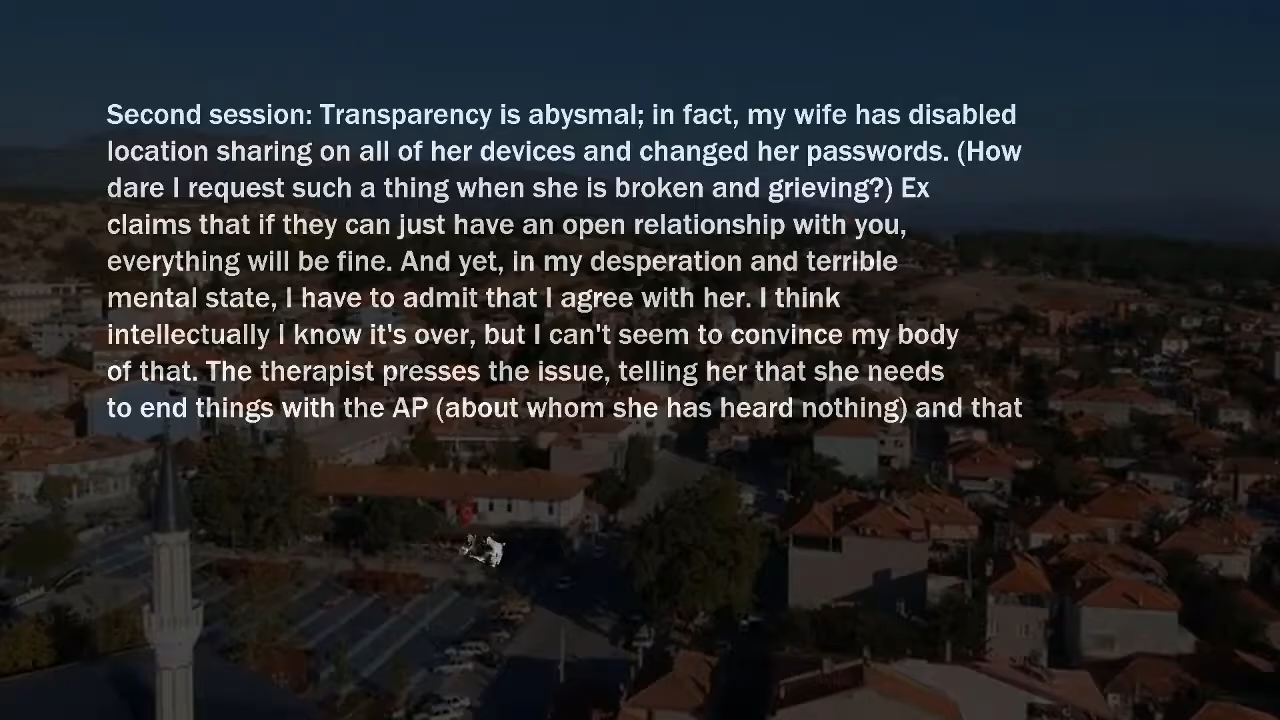 Second session: Transparency is abysmal; in fact, my wife has disabled
location sharing on all of her devices and changed her passwords. (How
dare I request such a thing when she is broken and grieving?) Ex
claims that if they can just have an open relationship with you,
everything will be fine. And yet, in my desperation and terrible
mental state, I have to admit that I agree with her. I think
intellectually I know it's over, but I can't seem to convince my body
of that. The therapist presses the issue, telling her that she needs
to end things with the AP (about whom she has heard nothing) and that